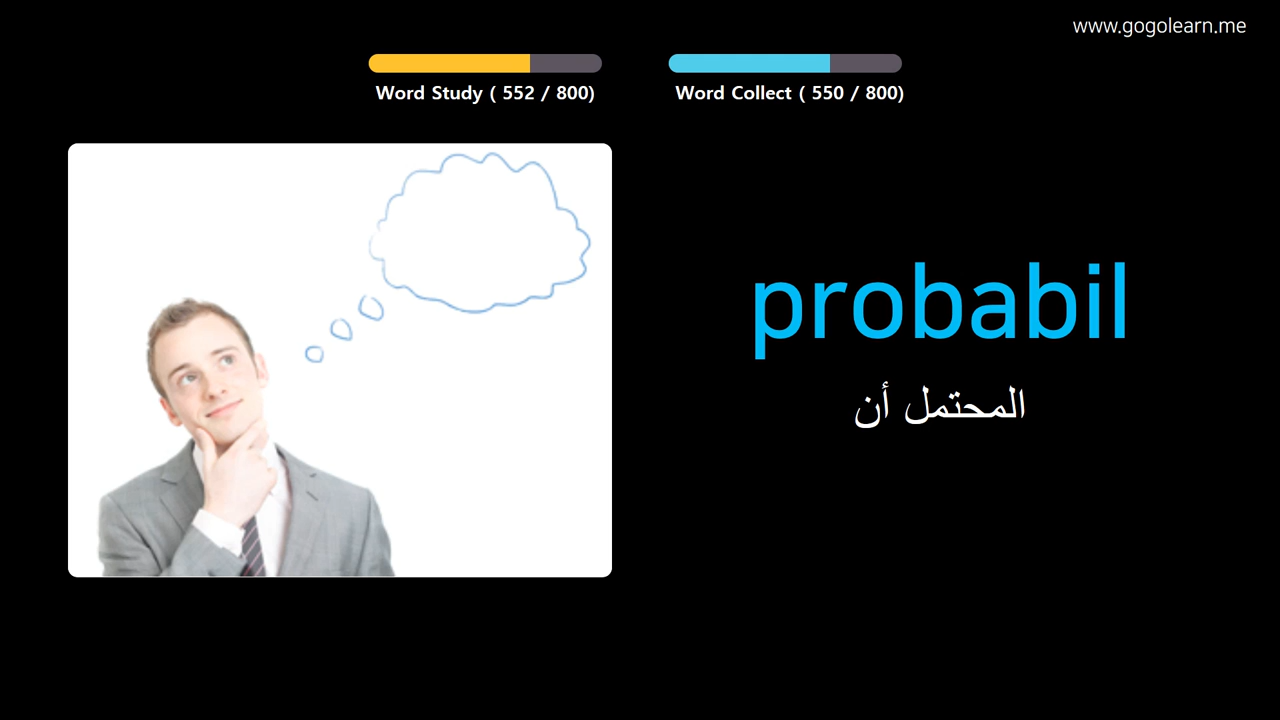 www.gogolearn.me
Word Study ( 552 / 800)
Word Collect ( 550 / 800)
probabil
المحتمل أن